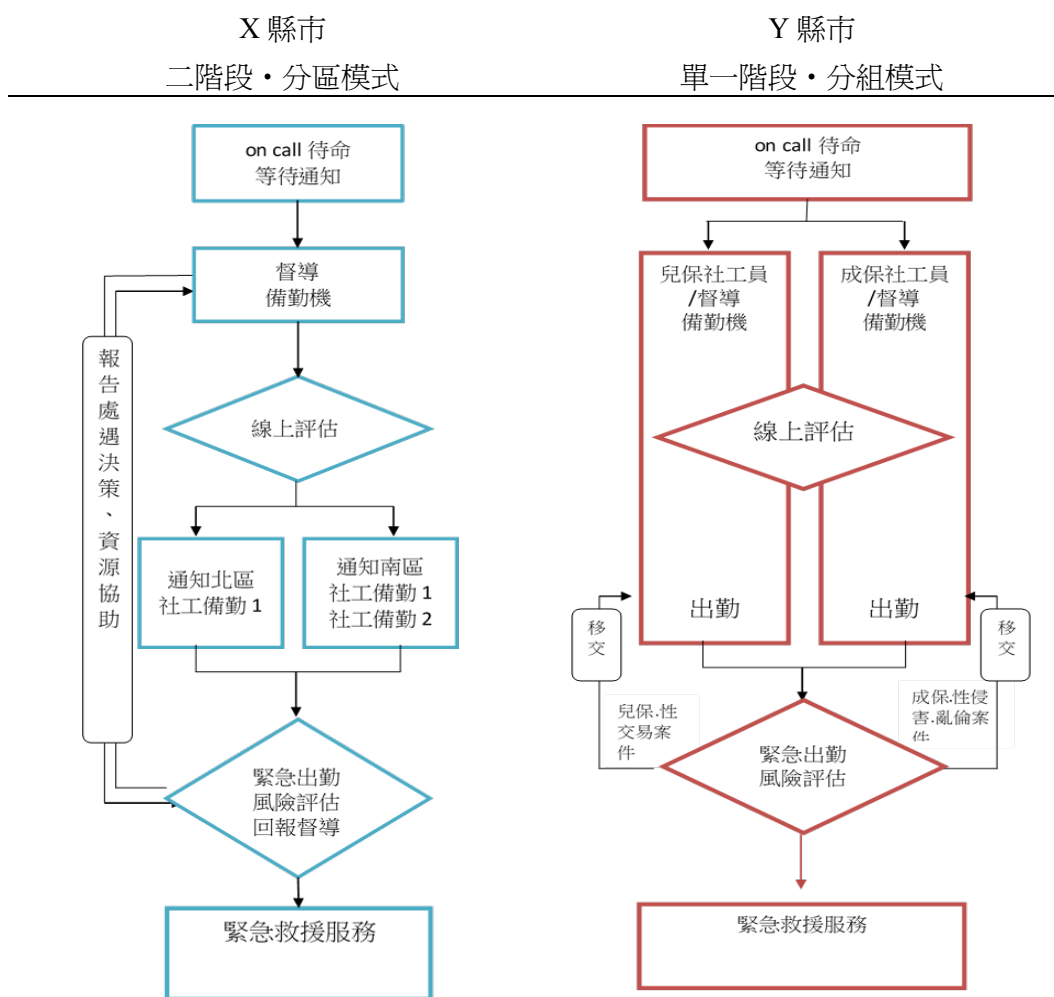 X 縣市
二階段・分區模式
on call 待命
等待通知
督導
備勤機
線上評估
通知北區
社工備勤 1
通知南區
社工備勤 1
社工備勤 2
報告處遇決策、資源協助
緊急出勤
風險評估
回報督導
緊急救援服務
Y 縣市
單一階段・分組模式
on call 待命
等待通知
兒保社工員
/督導
備勤機
成保社工員
/督導
備勤機
線上評估
出勤
出勤
移交
移交
兒保.性
交易案
件
成保.性侵
害.亂倫案
件
緊急出勤
風險評估
緊急救援服務